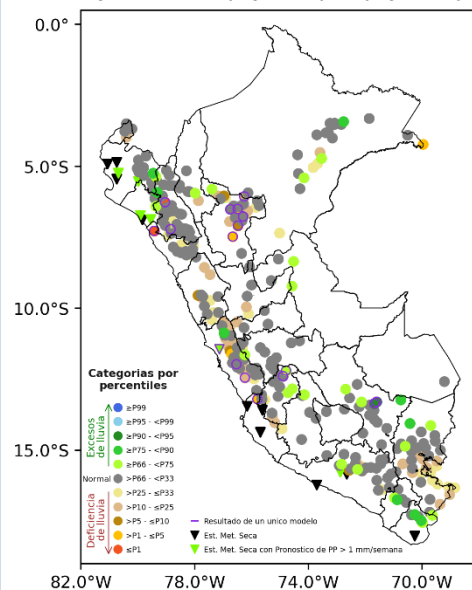 0.0°
5.0°S
10.0°S
15.0°S
82.0°W
78.0°W
74.0°W
70.0°W
Categorias por
percentiles
Excesos
de lluvia
Normal
Deficiencia
de lluvia
≥P99
≥P95 - <P99
≥P90 - <P95
≥P75 - <P90
≥P66 - <P75
>P66 - <P33
>P25 - ≤P33
>P10 - ≤P25
>P5 - ≤P10
>P1 - ≤P5
≤P1
Resultado de un unico modelo
Est. Met. Seca
Est. Met. Seca con Pronostico de PP > 1 mm/semana